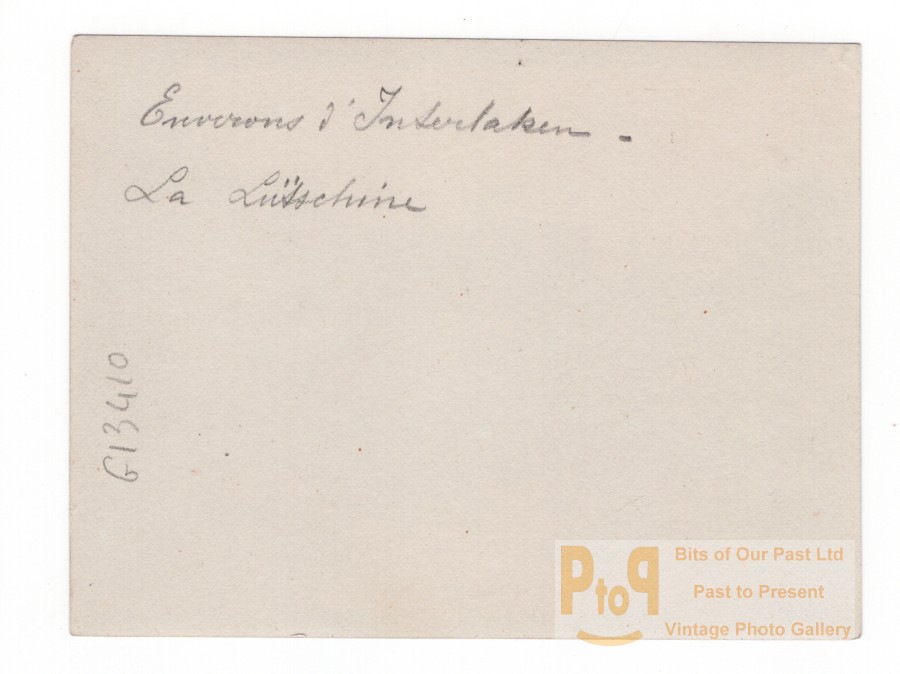 Environs d'Interlaken -
La Lütschine
G13410
PtoP
Bits of Our Past Ltd
Past to Present
Vintage Photo Gallery